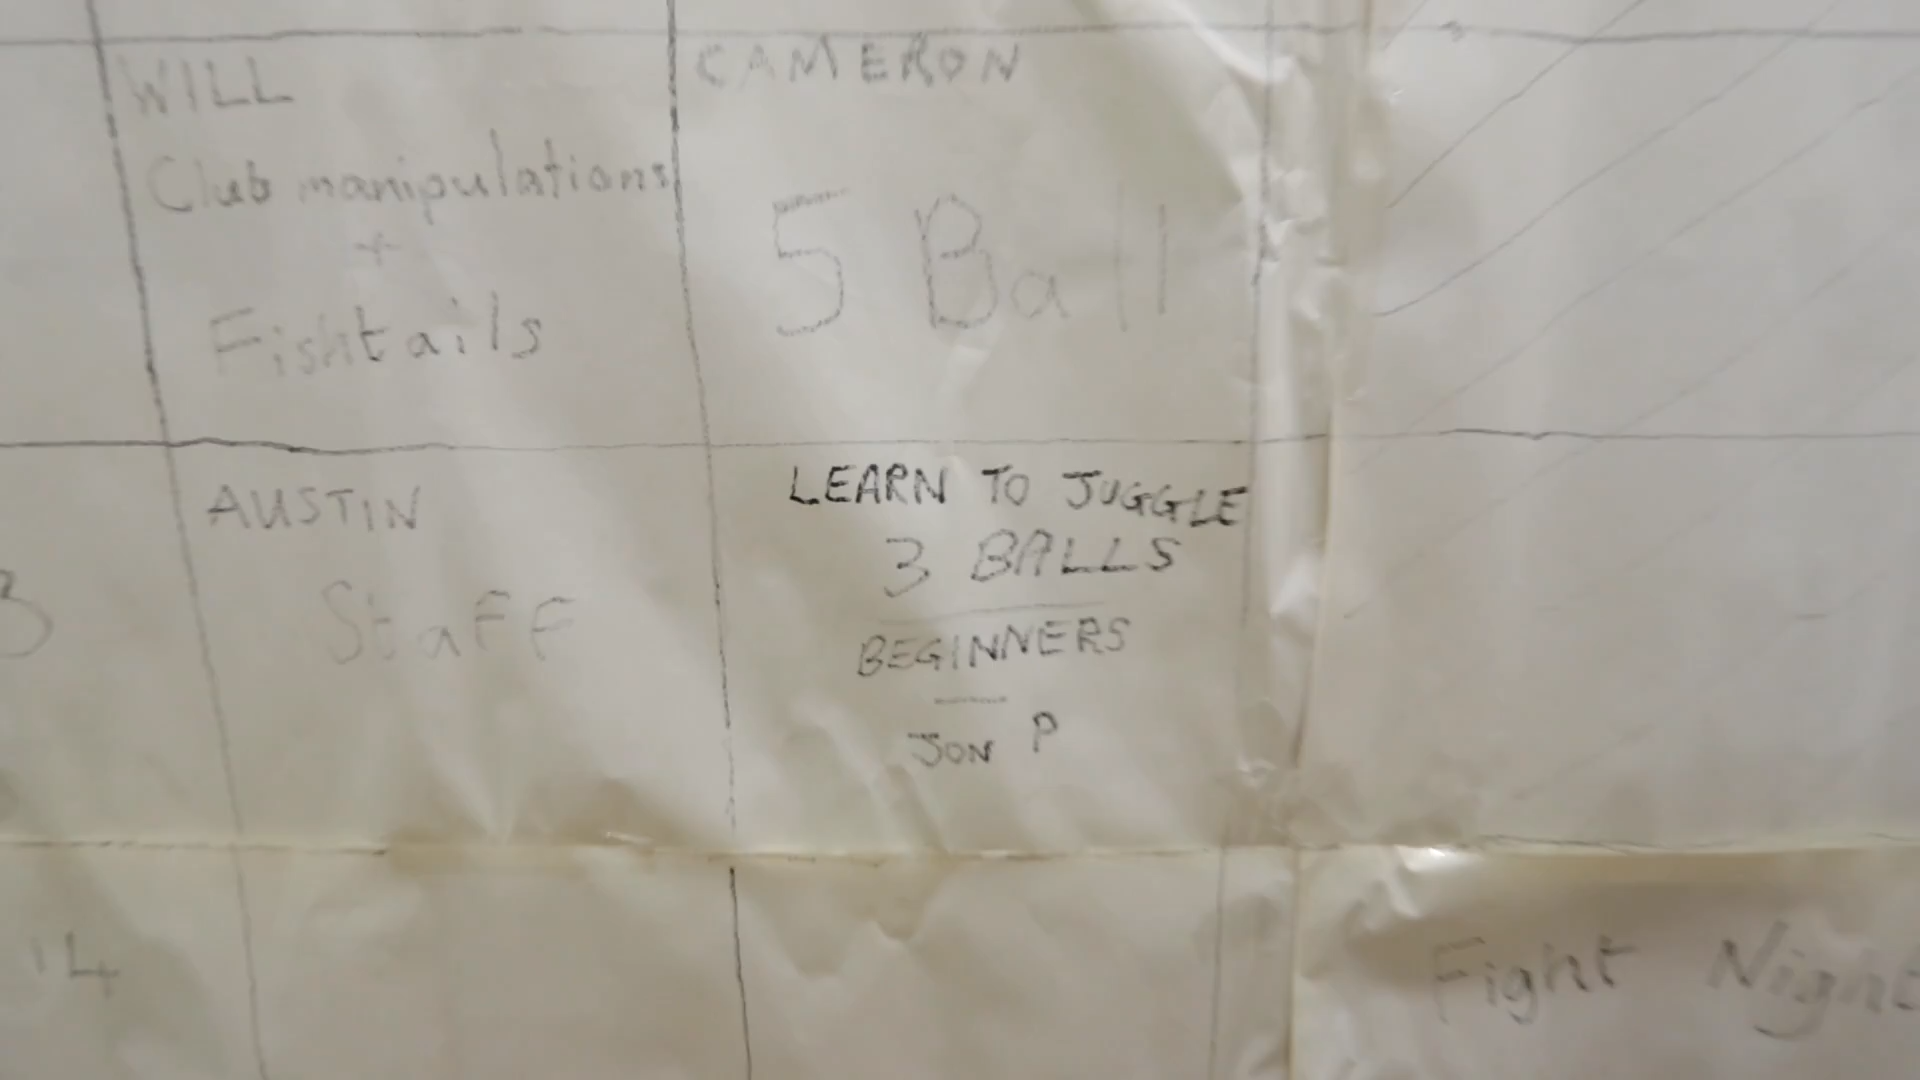 WILL
Club manipulations
+
Fishtails
CAMERON
5 Ball
3
AUSTIN
Staff
LEARN TO JUGGLE
3 BALLS
BEGINNERS
JON P
14
Fight Night